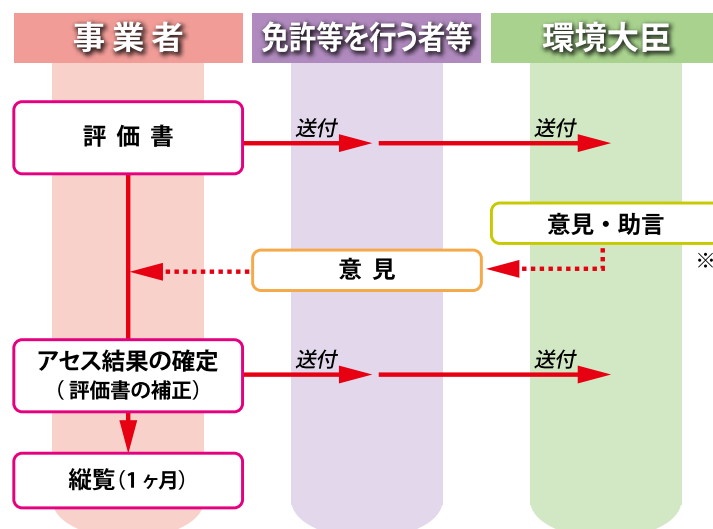 事業者
免許等を行う者等
環境大臣
評価書
送付
送付
意見・助言
意見
※
アセス結果の確定
（評価書の補正）
送付
送付
縦覧（1ヶ月）